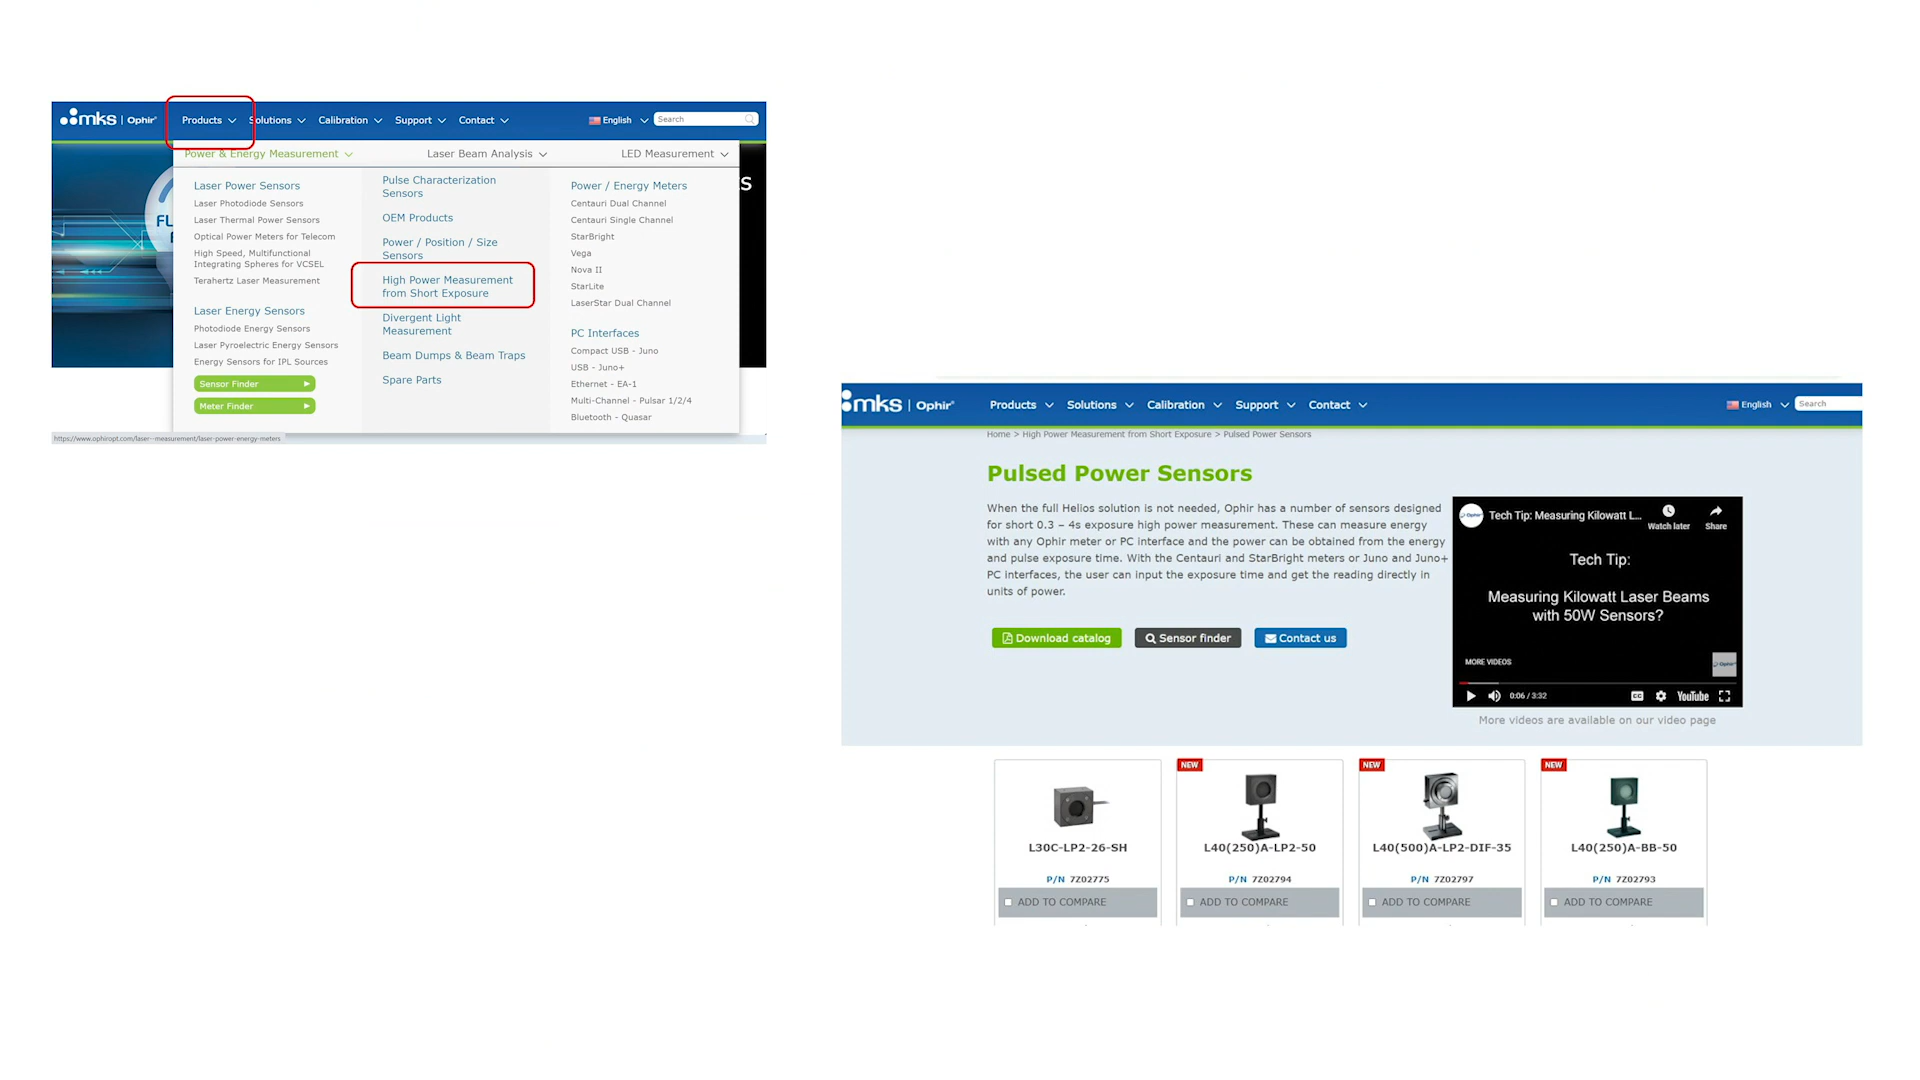 mks | Ophir
Products
Solutions
Calibration
Support
Contact
English
Search
Power & Energy Measurement
Laser Beam Analysis
LED Measurement
Laser Power Sensors
Laser Photodiode Sensors
Laser Thermal Power Sensors
Optical Power Meters for Telecom
High Speed, Multifunctional
Integrating Spheres for VCSEL
Terahertz Laser Measurement
Laser Energy Sensors
Photodiode Energy Sensors
Laser Pyroelectric Energy Sensors
Energy Sensors for IPL Sources
Sensor Finder
Meter Finder
Pulse Characterization
Sensors
OEM Products
Power / Position / Size
Sensors
High Power Measurement
from Short Exposure
Divergent Light
Measurement
Beam Dumps & Beam Traps
Spare Parts
Power / Energy Meters
Centauri Dual Channel
Centauri Single Channel
StarBright
Vega
Nova II
StarLite
LaserStar Dual Channel
PC Interfaces
Compact USB - Juno
USB - Juno+
Ethernet - EA-1
Multi-Channel - Pulsar 1/2/4
Bluetooth - Quasar
https://www.ophiropt.com/laser--measurement/laser-power-energy-meters
mks | Ophir
Products
Solutions
Calibration
Support
Contact
English
Search
Home > High Power Measurement from Short Exposure > Pulsed Power Sensors
Pulsed Power Sensors
When the full Helios solution is not needed, Ophir has a number of sensors designed
for short 0.3 – 4s exposure high power measurement. These can measure energy
with any Ophir meter or PC interface and the power can be obtained from the energy
and pulse exposure time. With the Centauri and StarBright meters or Juno and Juno+
PC interfaces, the user can input the exposure time and get the reading directly in
units of power.
Download catalog
Sensor finder
Contact us
Tech Tip: Measuring Kilowatt L...
Watch later
Share
Tech Tip:
Measuring Kilowatt Laser Beams
with 50W Sensors?
MORE VIDEOS
0:06 / 3:32
CC
YouTube
More videos are available on our video page
L30C-LP2-26-SH
P/N 7Z02775
ADD TO COMPARE
NEW
L40(250)A-LP2-50
P/N 7Z02794
ADD TO COMPARE
NEW
L40(500)A-LP2-DIF-35
P/N 7Z02797
ADD TO COMPARE
NEW
L40(250)A-BB-50
P/N 7Z02793
ADD TO COMPARE